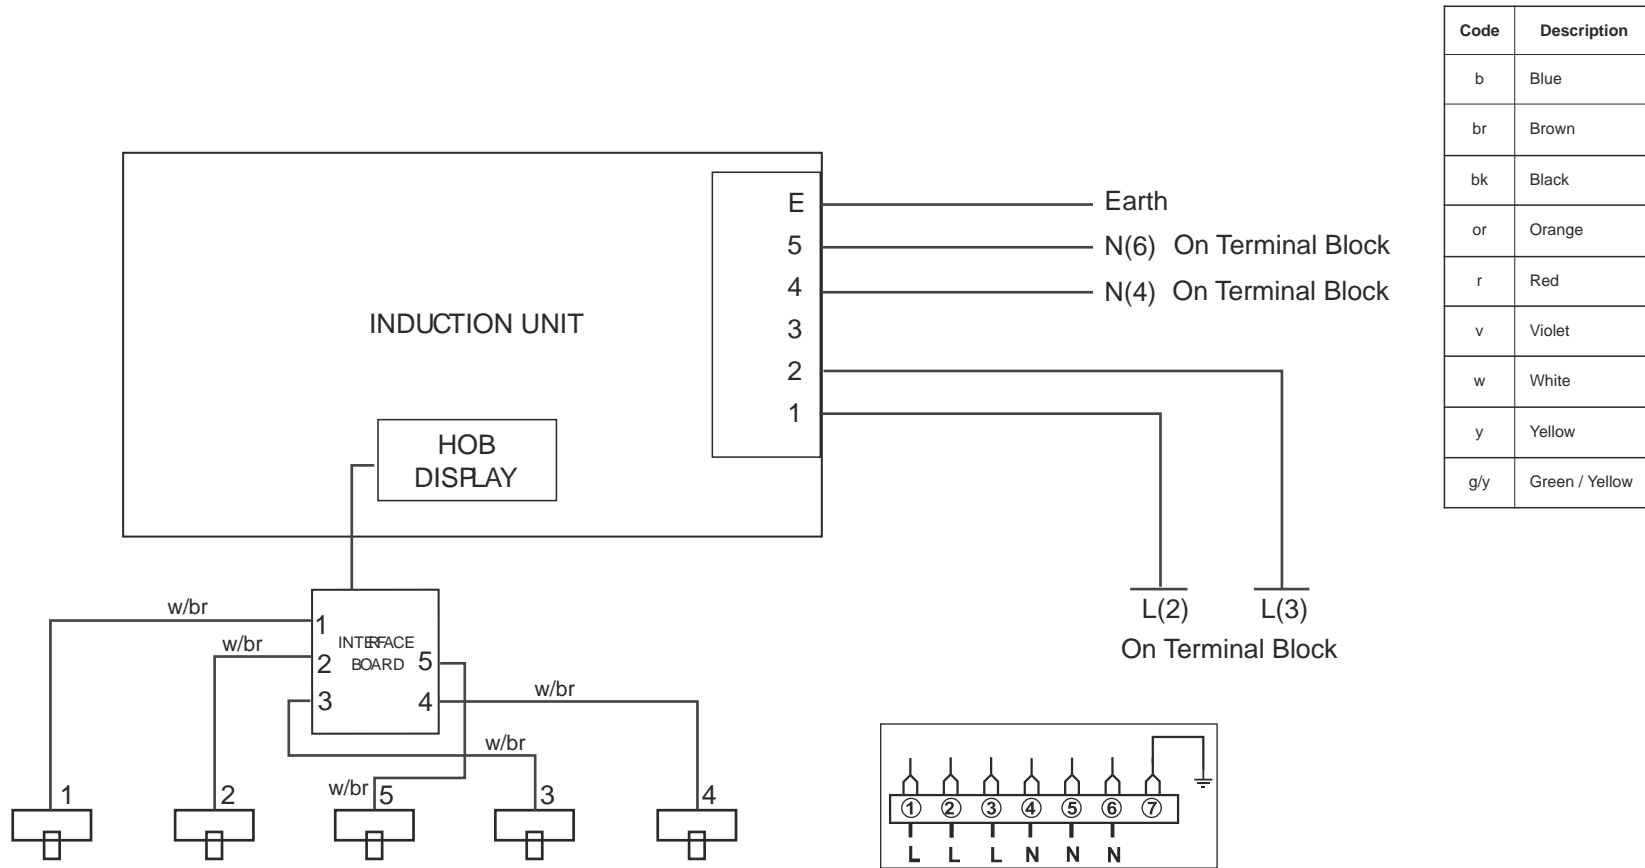 Code Description
b Blue
br Brown
bk Black
or Orange
r Red
v Violet
w White
y Yellow
g/y Green / Yellow
INDUCTION UNIT
HOB
DISPLAY
E
5
4
3
2
1
Earth
N(6) On Terminal Block
N(4) On Terminal Block
L(2) L(3)
On Terminal Block
w/br
w/br
w/br
w/br
w/br
1
2
3
INTERFACE
BOARD
5
4
1 2 5 3 4
1 2 3 4 5 6 7
L L L N N N